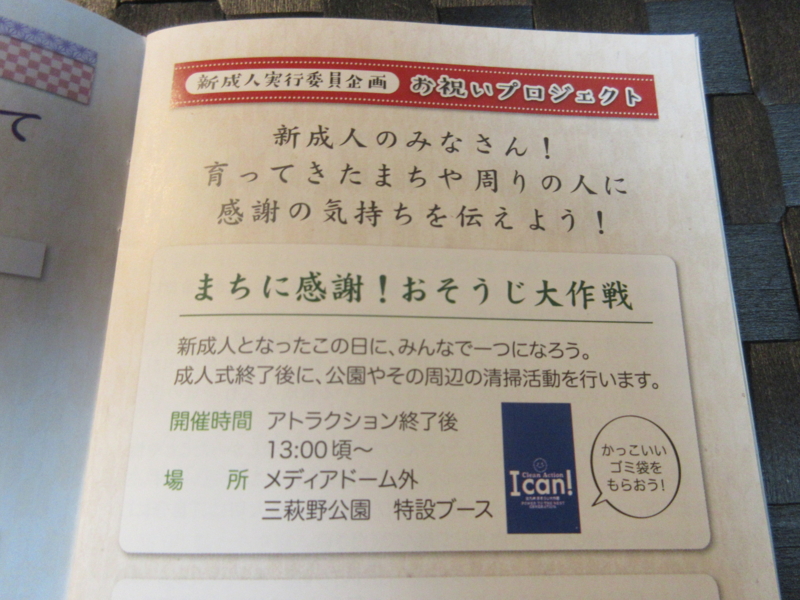 て
新成人実行委員企画 お祝いプロジェクト
新成人のみなさん！
育ってきたまちや周りの人に
感謝の気持ちを伝えよう！
まちに感謝！おそうじ大作戦
新成人となったこの日に、みんなで一つになろう。
成人式終了後に、公園やその周辺の清掃活動を行います。
開催時間 アトラクション終了後
13:00頃〜
場所 メディアドーム外
三萩野公園 特設ブース
Clean Action
I can!
かっこいい
ゴミ袋を
もらおう！